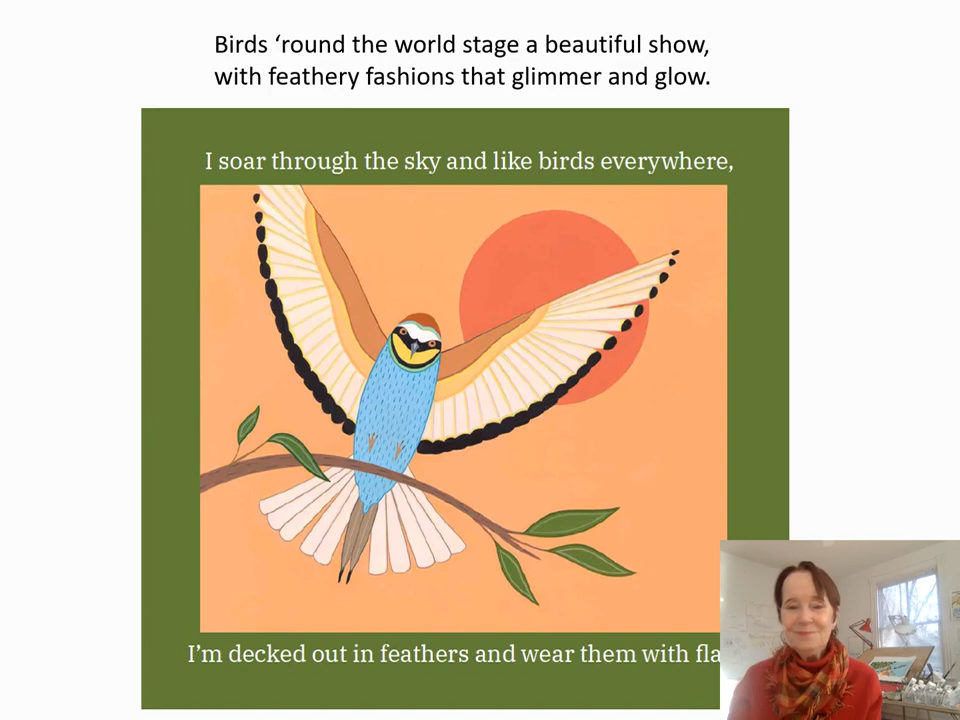 Birds ‘round the world stage a beautiful show,
with feathery fashions that glimmer and glow.
I soar through the sky and like birds everywhere,
I’m decked out in feathers and wear them with